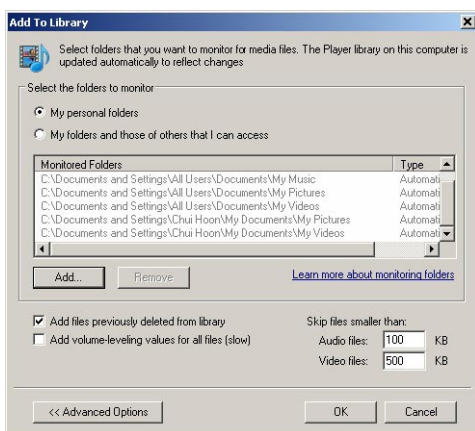 Add To Library
Select folders that you want to monitor for media files. The Player library on this computer is
updated automatically to reflect changes
Select the folders to monitor
My personal folders
My folders and those of others that I can access
Monitored Folders Type
C:\Documents and Settings\All Users\Documents\My Music Automati
C:\Documents and Settings\All Users\Documents\My Pictures Automati
C:\Documents and Settings\All Users\Documents\My Videos Automati
C:\Documents and Settings\Chui Hoon\My Documents\My Pictures Automati
C:\Documents and Settings\Chui Hoon\My Documents\My Videos Automati
Add... Remove Learn more about monitoring folders
Add files previously deleted from library
Add volume-leveling values for all files (slow)
Skip files smaller than:
Audio files: 100 KB
Video files: 500 KB
<< Advanced Options OK Cancel